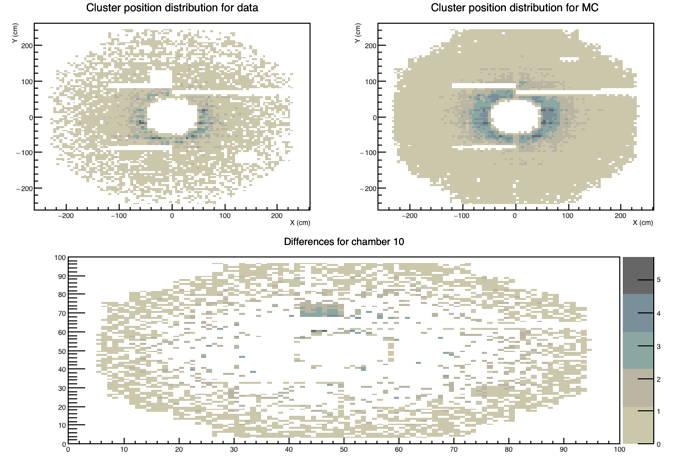 Cluster position distribution for data
Y (cm)
200
100
0
−100
−200
−200 −100 0 100 200
X (cm)
Cluster position distribution for MC
Y (cm)
200
100
0
−100
−200
−200 −100 0 100 200
X (cm)
Differences for chamber 10
100
90
80
70
60
50
40
30
20
10
0
0 10 20 30 40 50 60 70 80 90 100
5
4
3
2
1
0